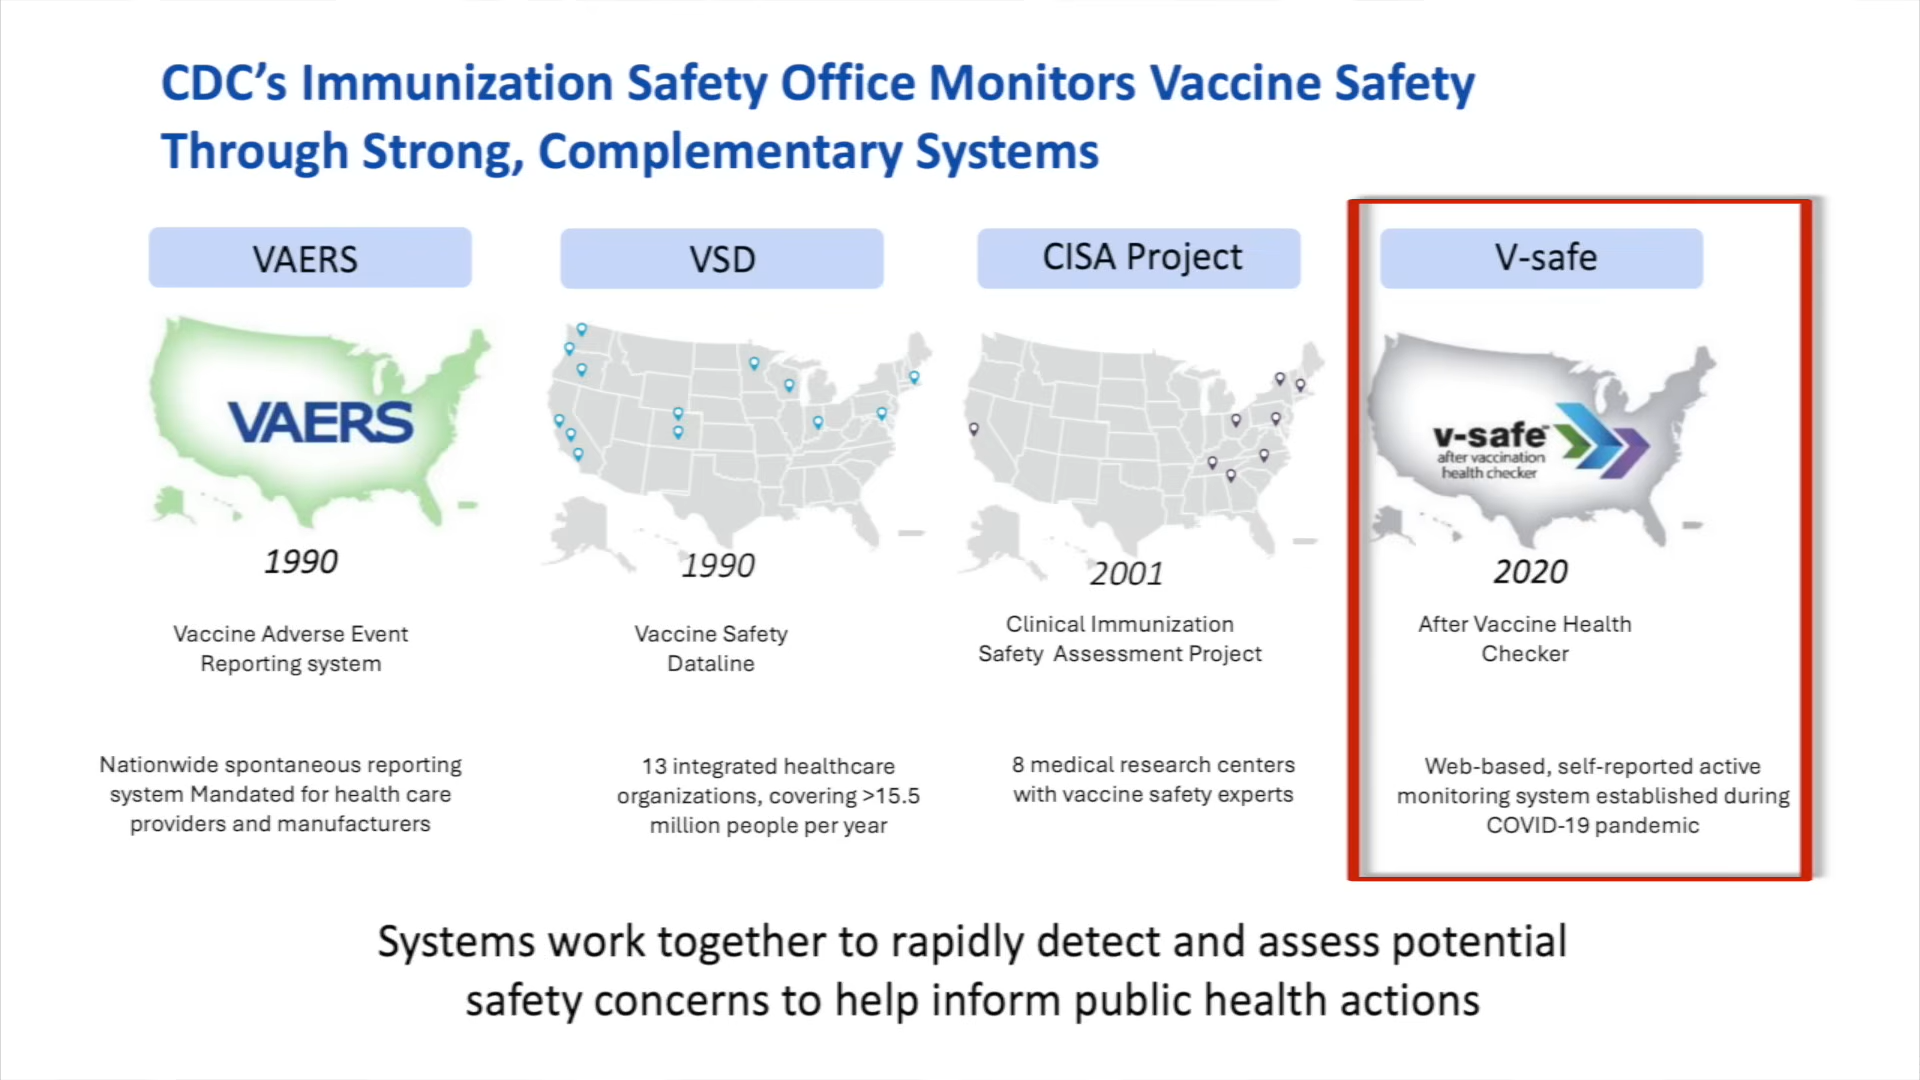 CDC’s Immunization Safety Office Monitors Vaccine Safety
Through Strong, Complementary Systems
VAERS
VAERS
1990
Vaccine Adverse Event
Reporting system
Nationwide spontaneous reporting
system Mandated for health care
providers and manufacturers
VSD
1990
Vaccine Safety
Dataline
13 integrated healthcare
organizations, covering >15.5
million people per year
CISA Project
2001
Clinical Immunization
Safety Assessment Project
8 medical research centers
with vaccine safety experts
V-safe
v-safe™
after vaccination
health checker
2020
After Vaccine Health
Checker
Web-based, self-reported active
monitoring system established during
COVID-19 pandemic
Systems work together to rapidly detect and assess potential
safety concerns to help inform public health actions